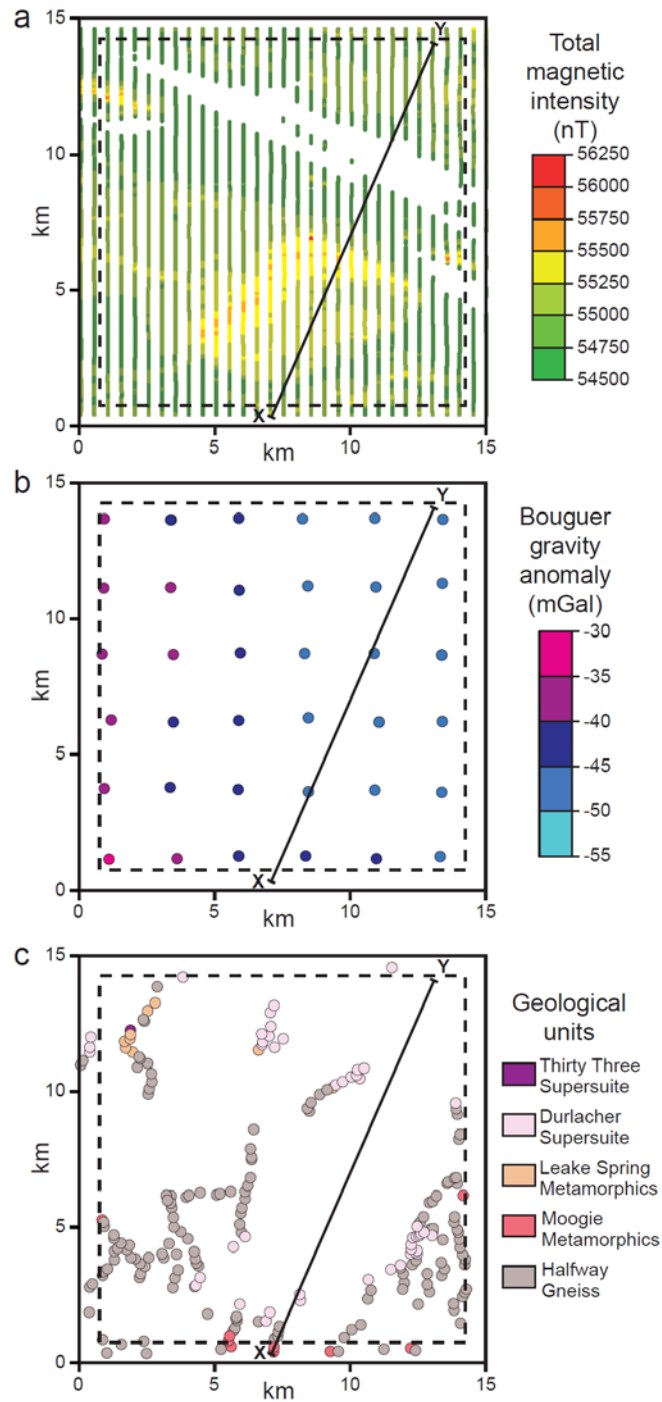 a
15
10
5
0
km
0
5
10
15
km
X
Y
Total
magnetic
intensity
(nT)
56250
56000
55750
55500
55250
55000
54750
54500
b
15
10
5
0
km
0
5
10
15
km
X
Y
Bouguer
gravity
anomaly
(mGal)
-30
-35
-40
-45
-50
-55
c
15
10
5
0
km
0
5
10
15
km
X
Y
Geological
units
Thirty Three
Supersuite
Durlacher
Supersuite
Leake Spring
Metamorphics
Moogie
Metamorphics
Halfway
Gneiss